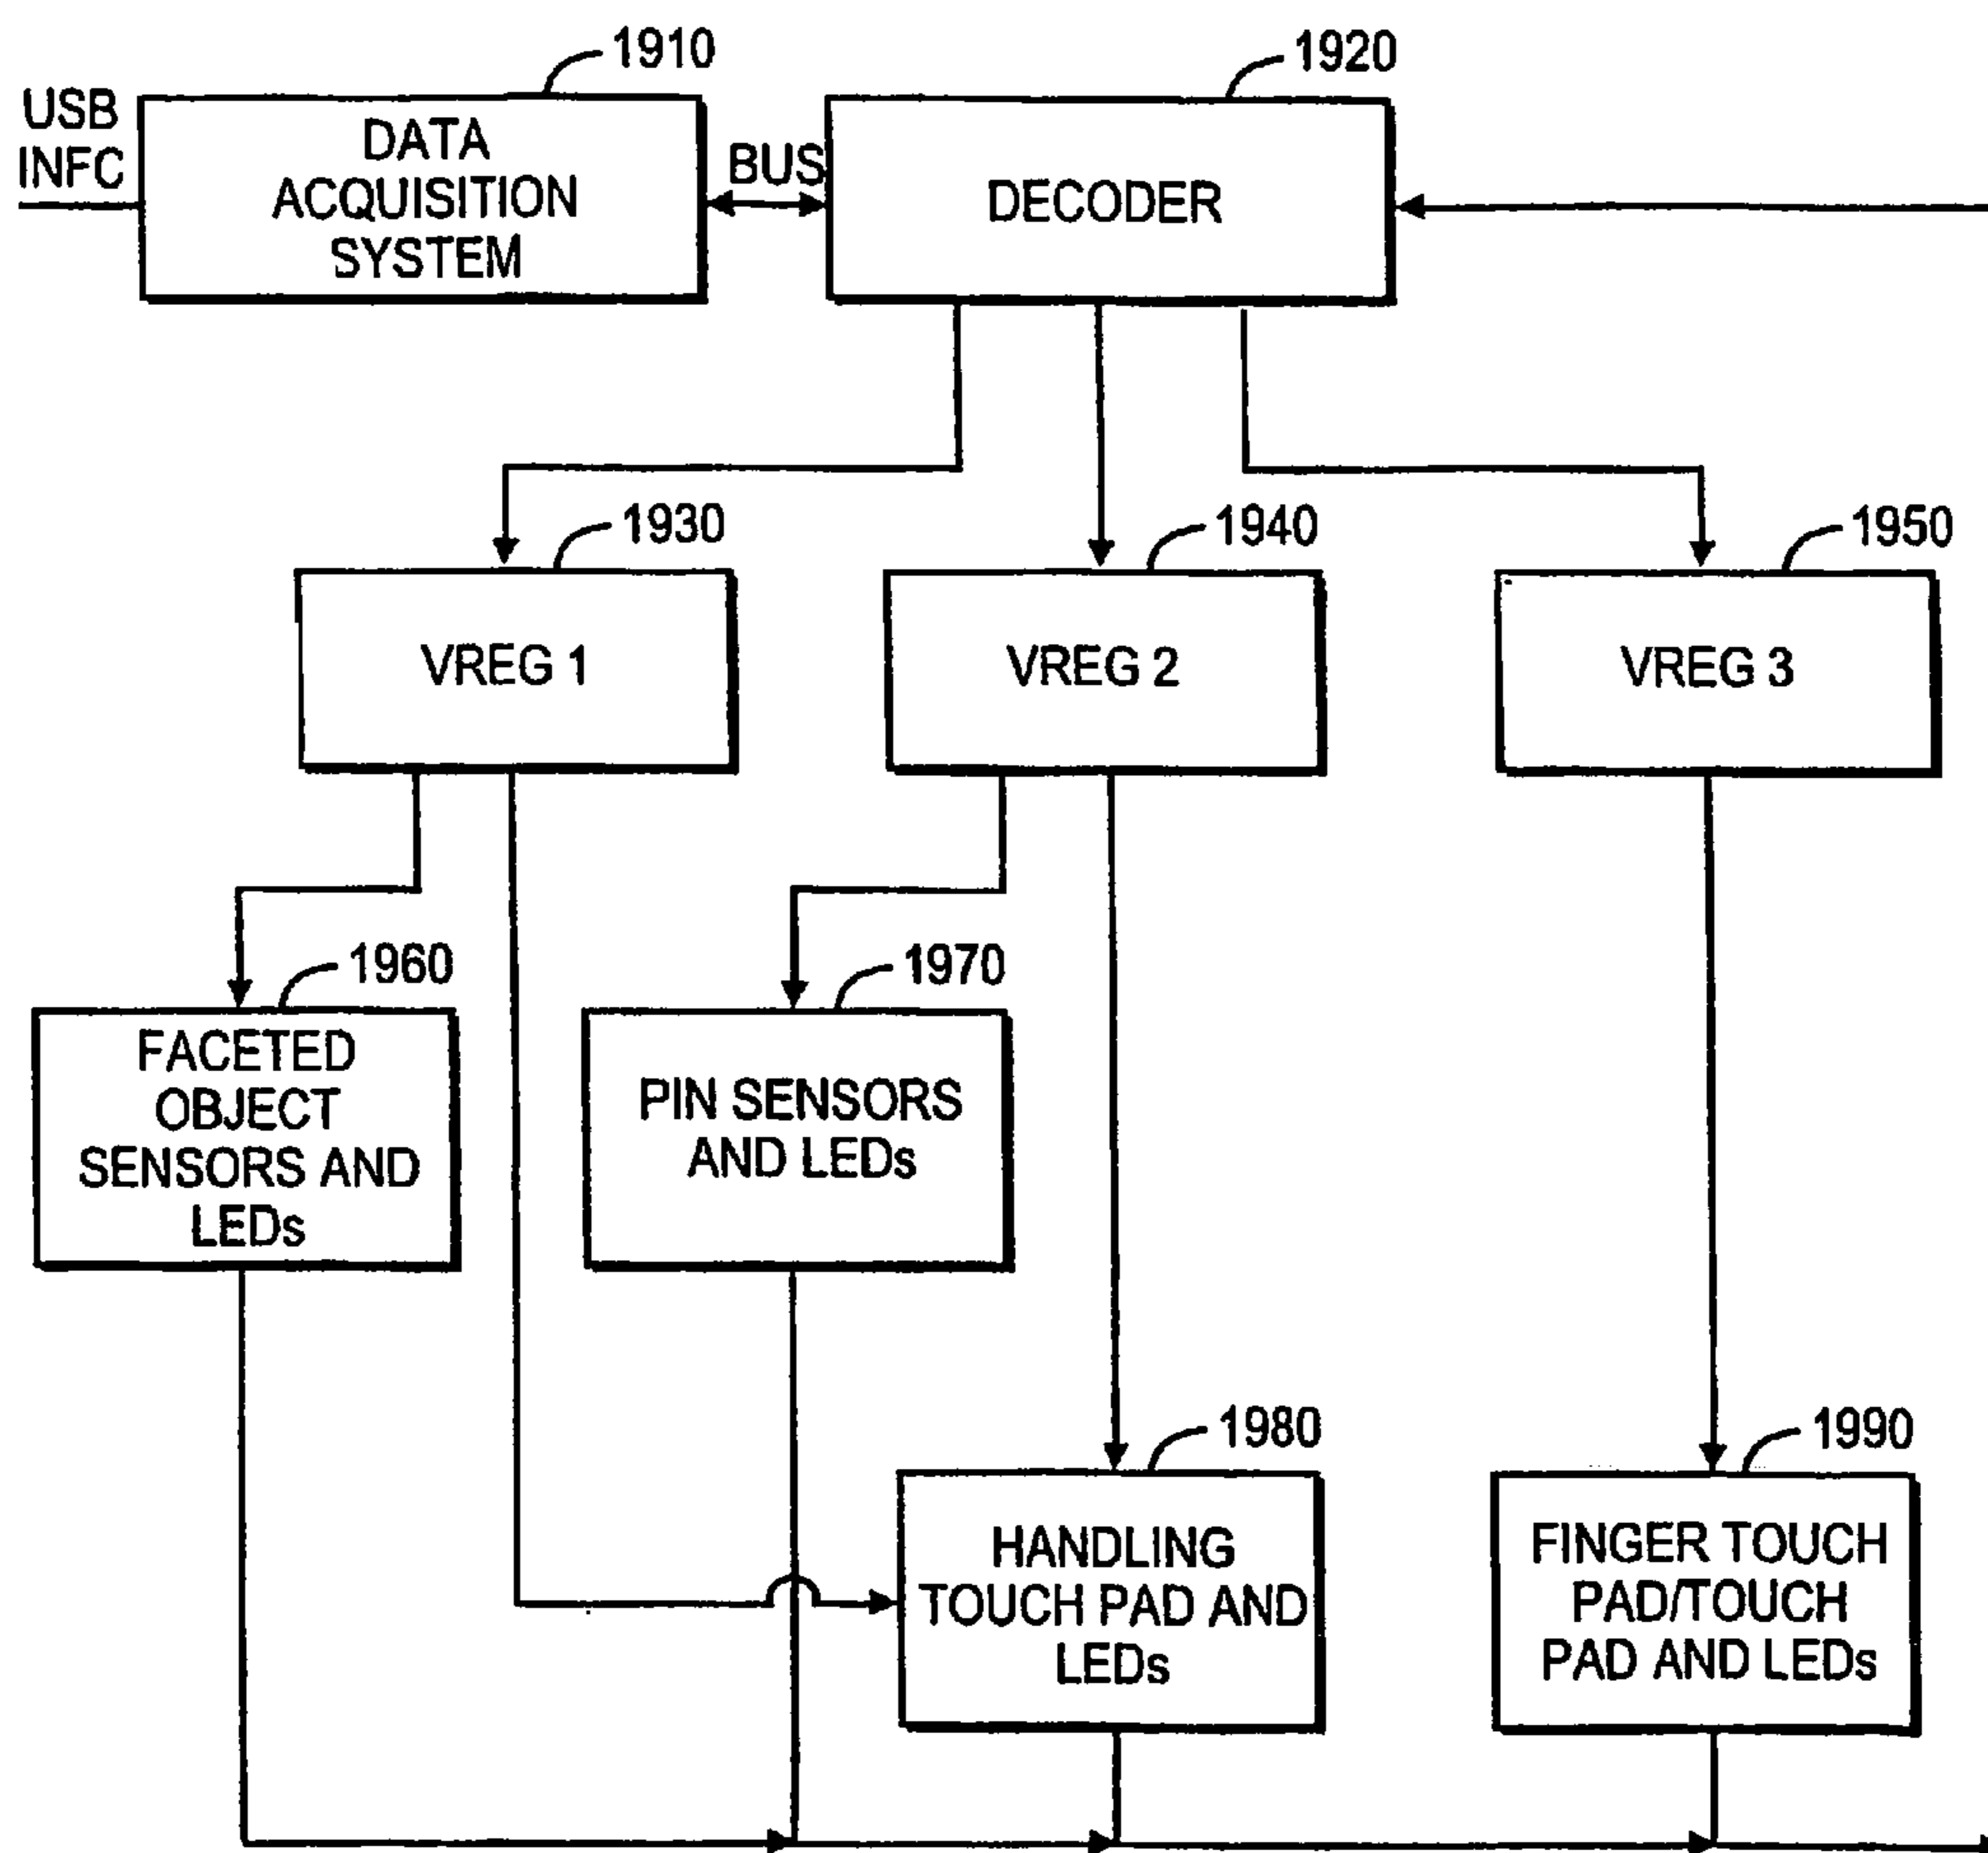 1910
1920
USB
INFC
DATA
ACQUISITION
SYSTEM
BUS
DECODER
1930
1940
1950
VREG 1
VREG 2
VREG 3
1960
1970
FACETED
OBJECT
SENSORS AND
LEDs
PIN SENSORS
AND LEDs
1980
1990
HANDLING
TOUCH PAD AND
LEDs
FINGER TOUCH
PAD/TOUCH
PAD AND LEDs